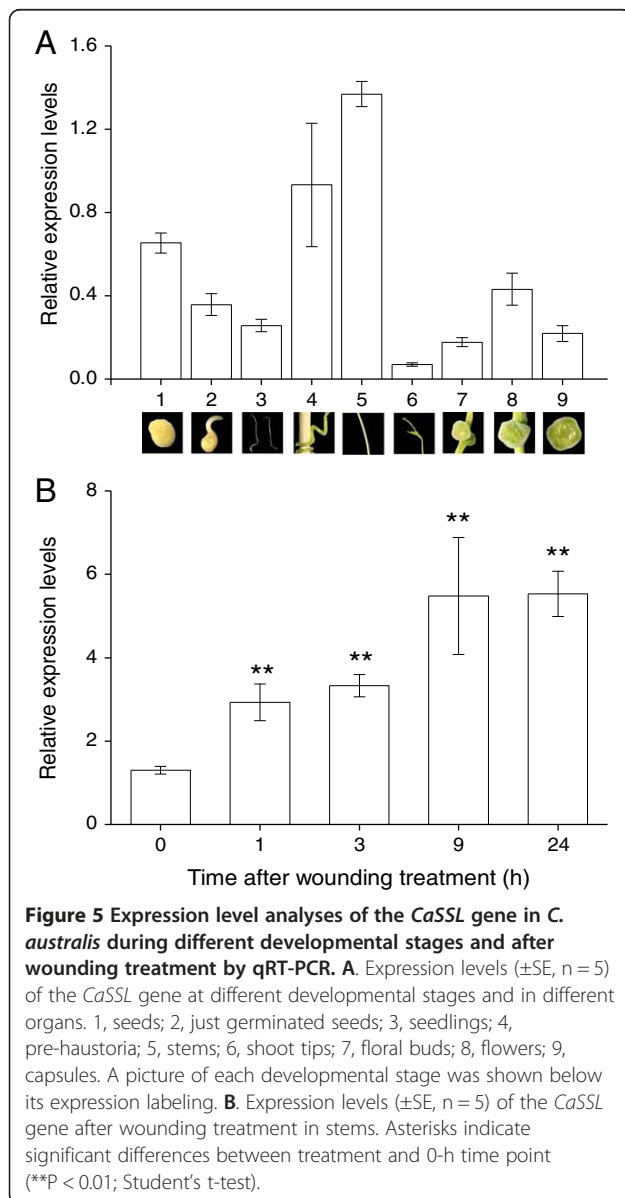 A
Relative expression levels
1.6
1.2
0.8
0.4
0.0
1 2 3 4 5 6 7 8 9
B
Relative expression levels
8
6
4
2
0
**
**
**
**
0 1 3 9 24
Time after wounding treatment (h)
Figure 5 Expression level analyses of the CaSSL gene in C.
australis during different developmental stages and after
wounding treatment by qRT-PCR. A. Expression levels (±SE, n = 5)
of the CaSSL gene at different developmental stages and in different
organs. 1, seeds; 2, just germinated seeds; 3, seedlings; 4,
pre-haustoria; 5, stems; 6, shoot tips; 7, floral buds; 8, flowers; 9,
capsules. A picture of each developmental stage was shown below
its expression labeling. B. Expression levels (±SE, n = 5) of the CaSSL
gene after wounding treatment in stems. Asterisks indicate
significant differences between treatment and 0-h time point
(**P < 0.01; Student's t-test).